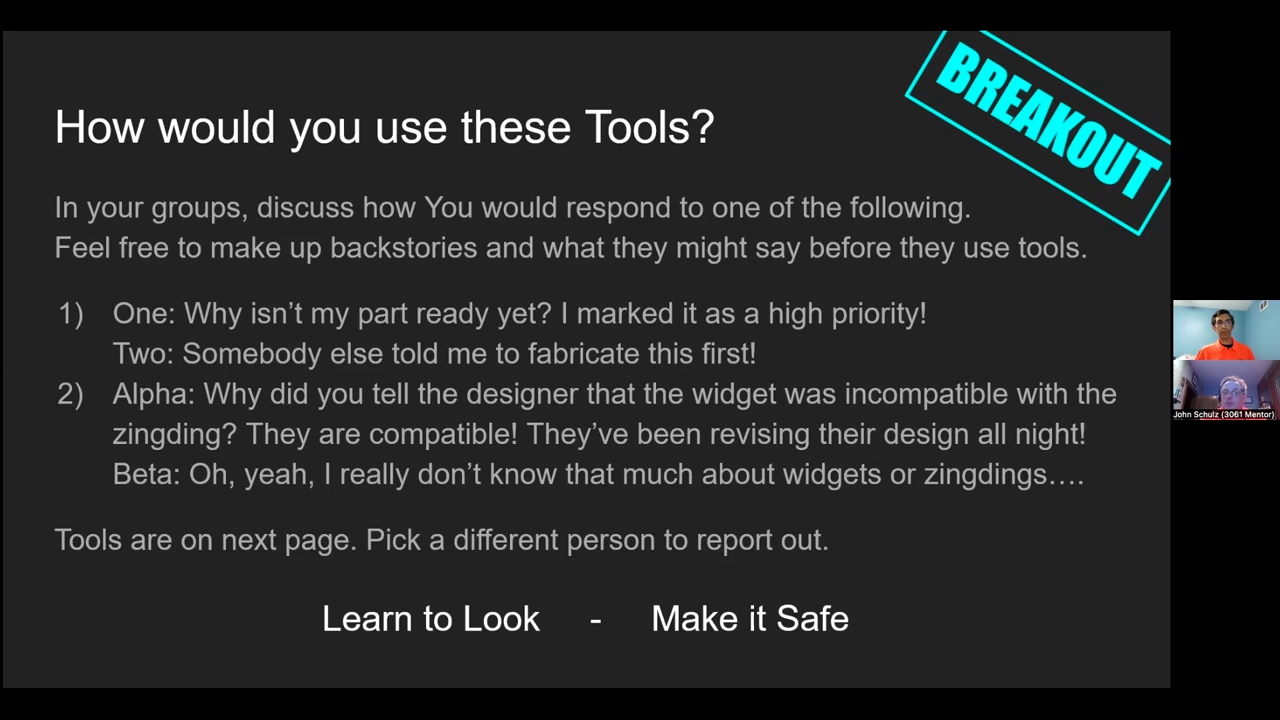 BREAKOUT
How would you use these Tools?
In your groups, discuss how You would respond to one of the following.
Feel free to make up backstories and what they might say before they use tools.
1) One: Why isn’t my part ready yet? I marked it as a high priority!
Two: Somebody else told me to fabricate this first!
2) Alpha: Why did you tell the designer that the widget was incompatible with the
zingding? They are compatible! They’ve been revising their design all night!
Beta: Oh, yeah, I really don’t know that much about widgets or zingdings….
Tools are on next page. Pick a different person to report out.
Learn to Look - Make it Safe
John Schulz (3061 Mentor)